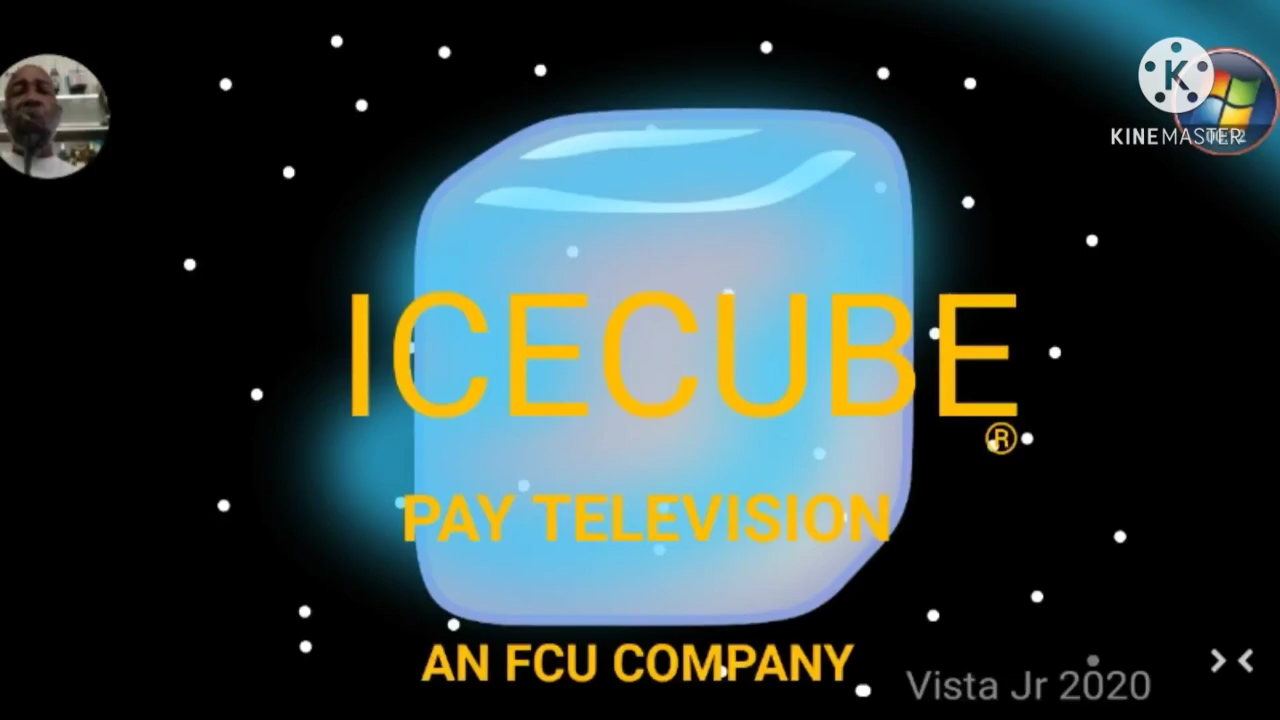 K
KINEMASTER
ICECUBE
®
PAY TELEVISION
AN FCU COMPANY
Vista Jr 2020